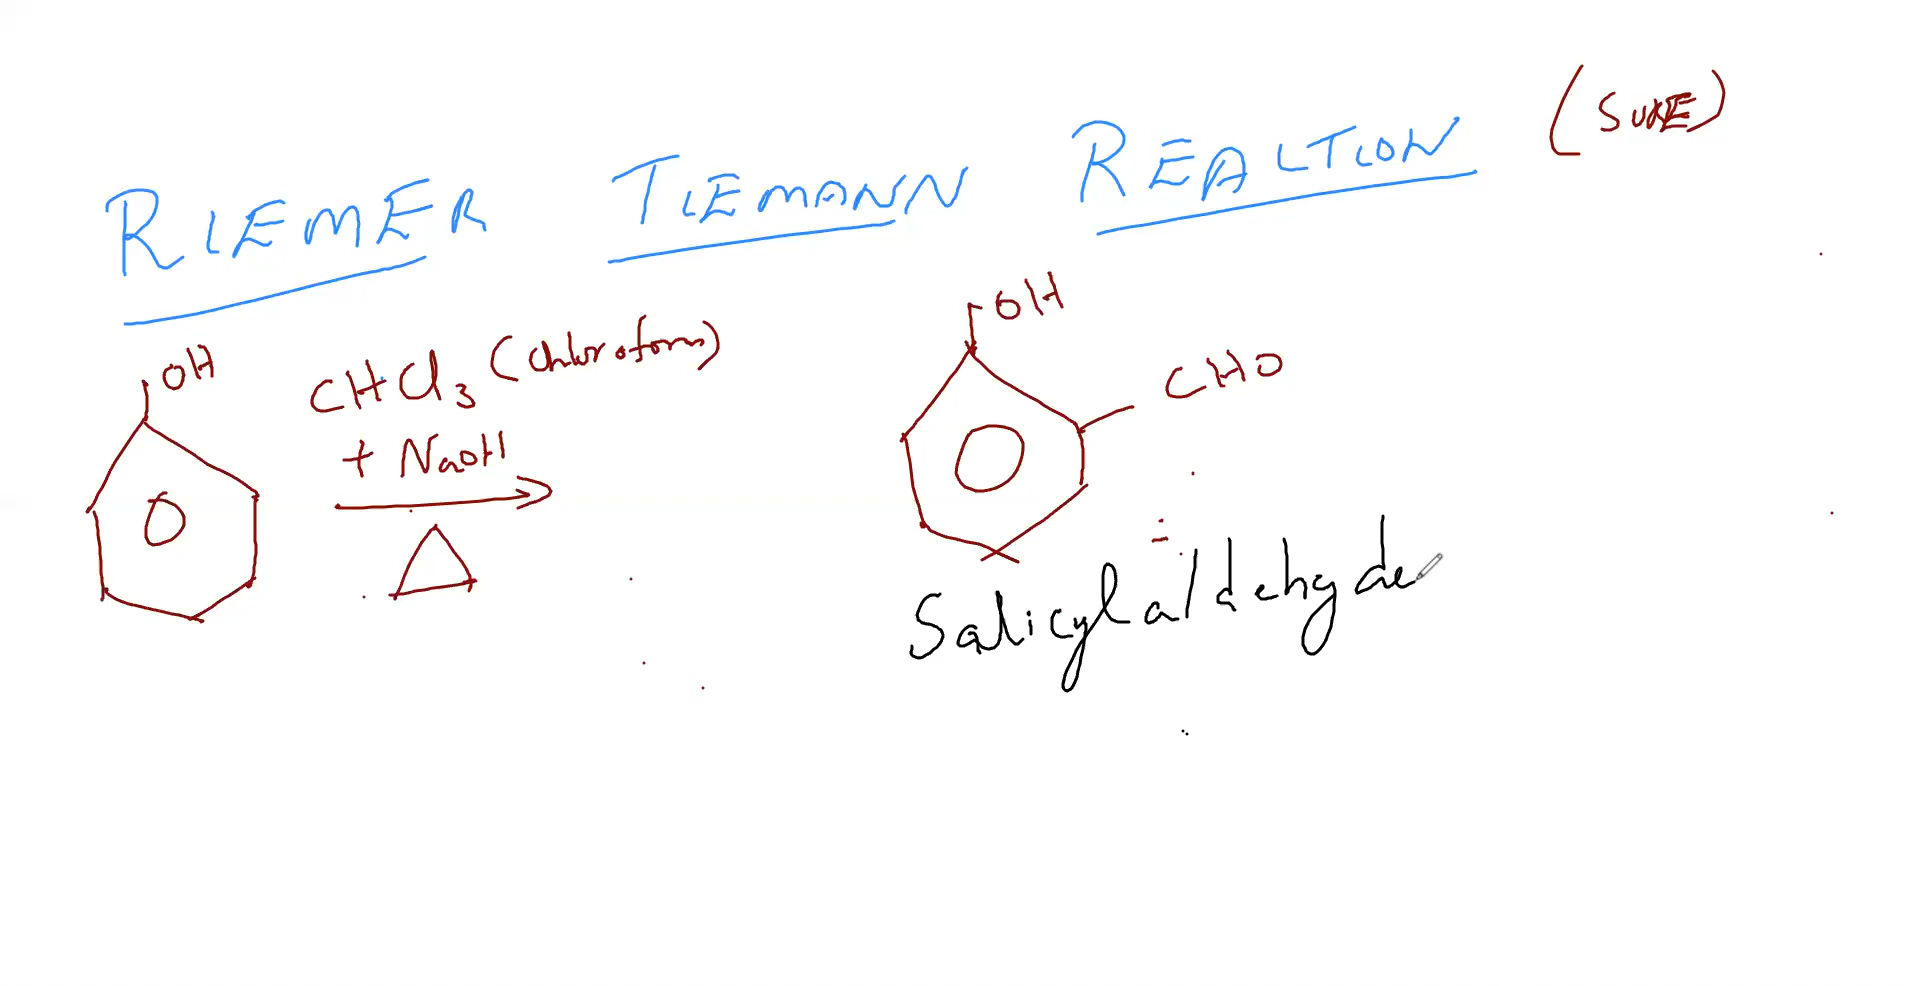 RIEMER TIEMANN REACTION (SURE)
OH CHCl3 (Chloroform)
+ NaOH
OH
CHO
Salicylaldehyde